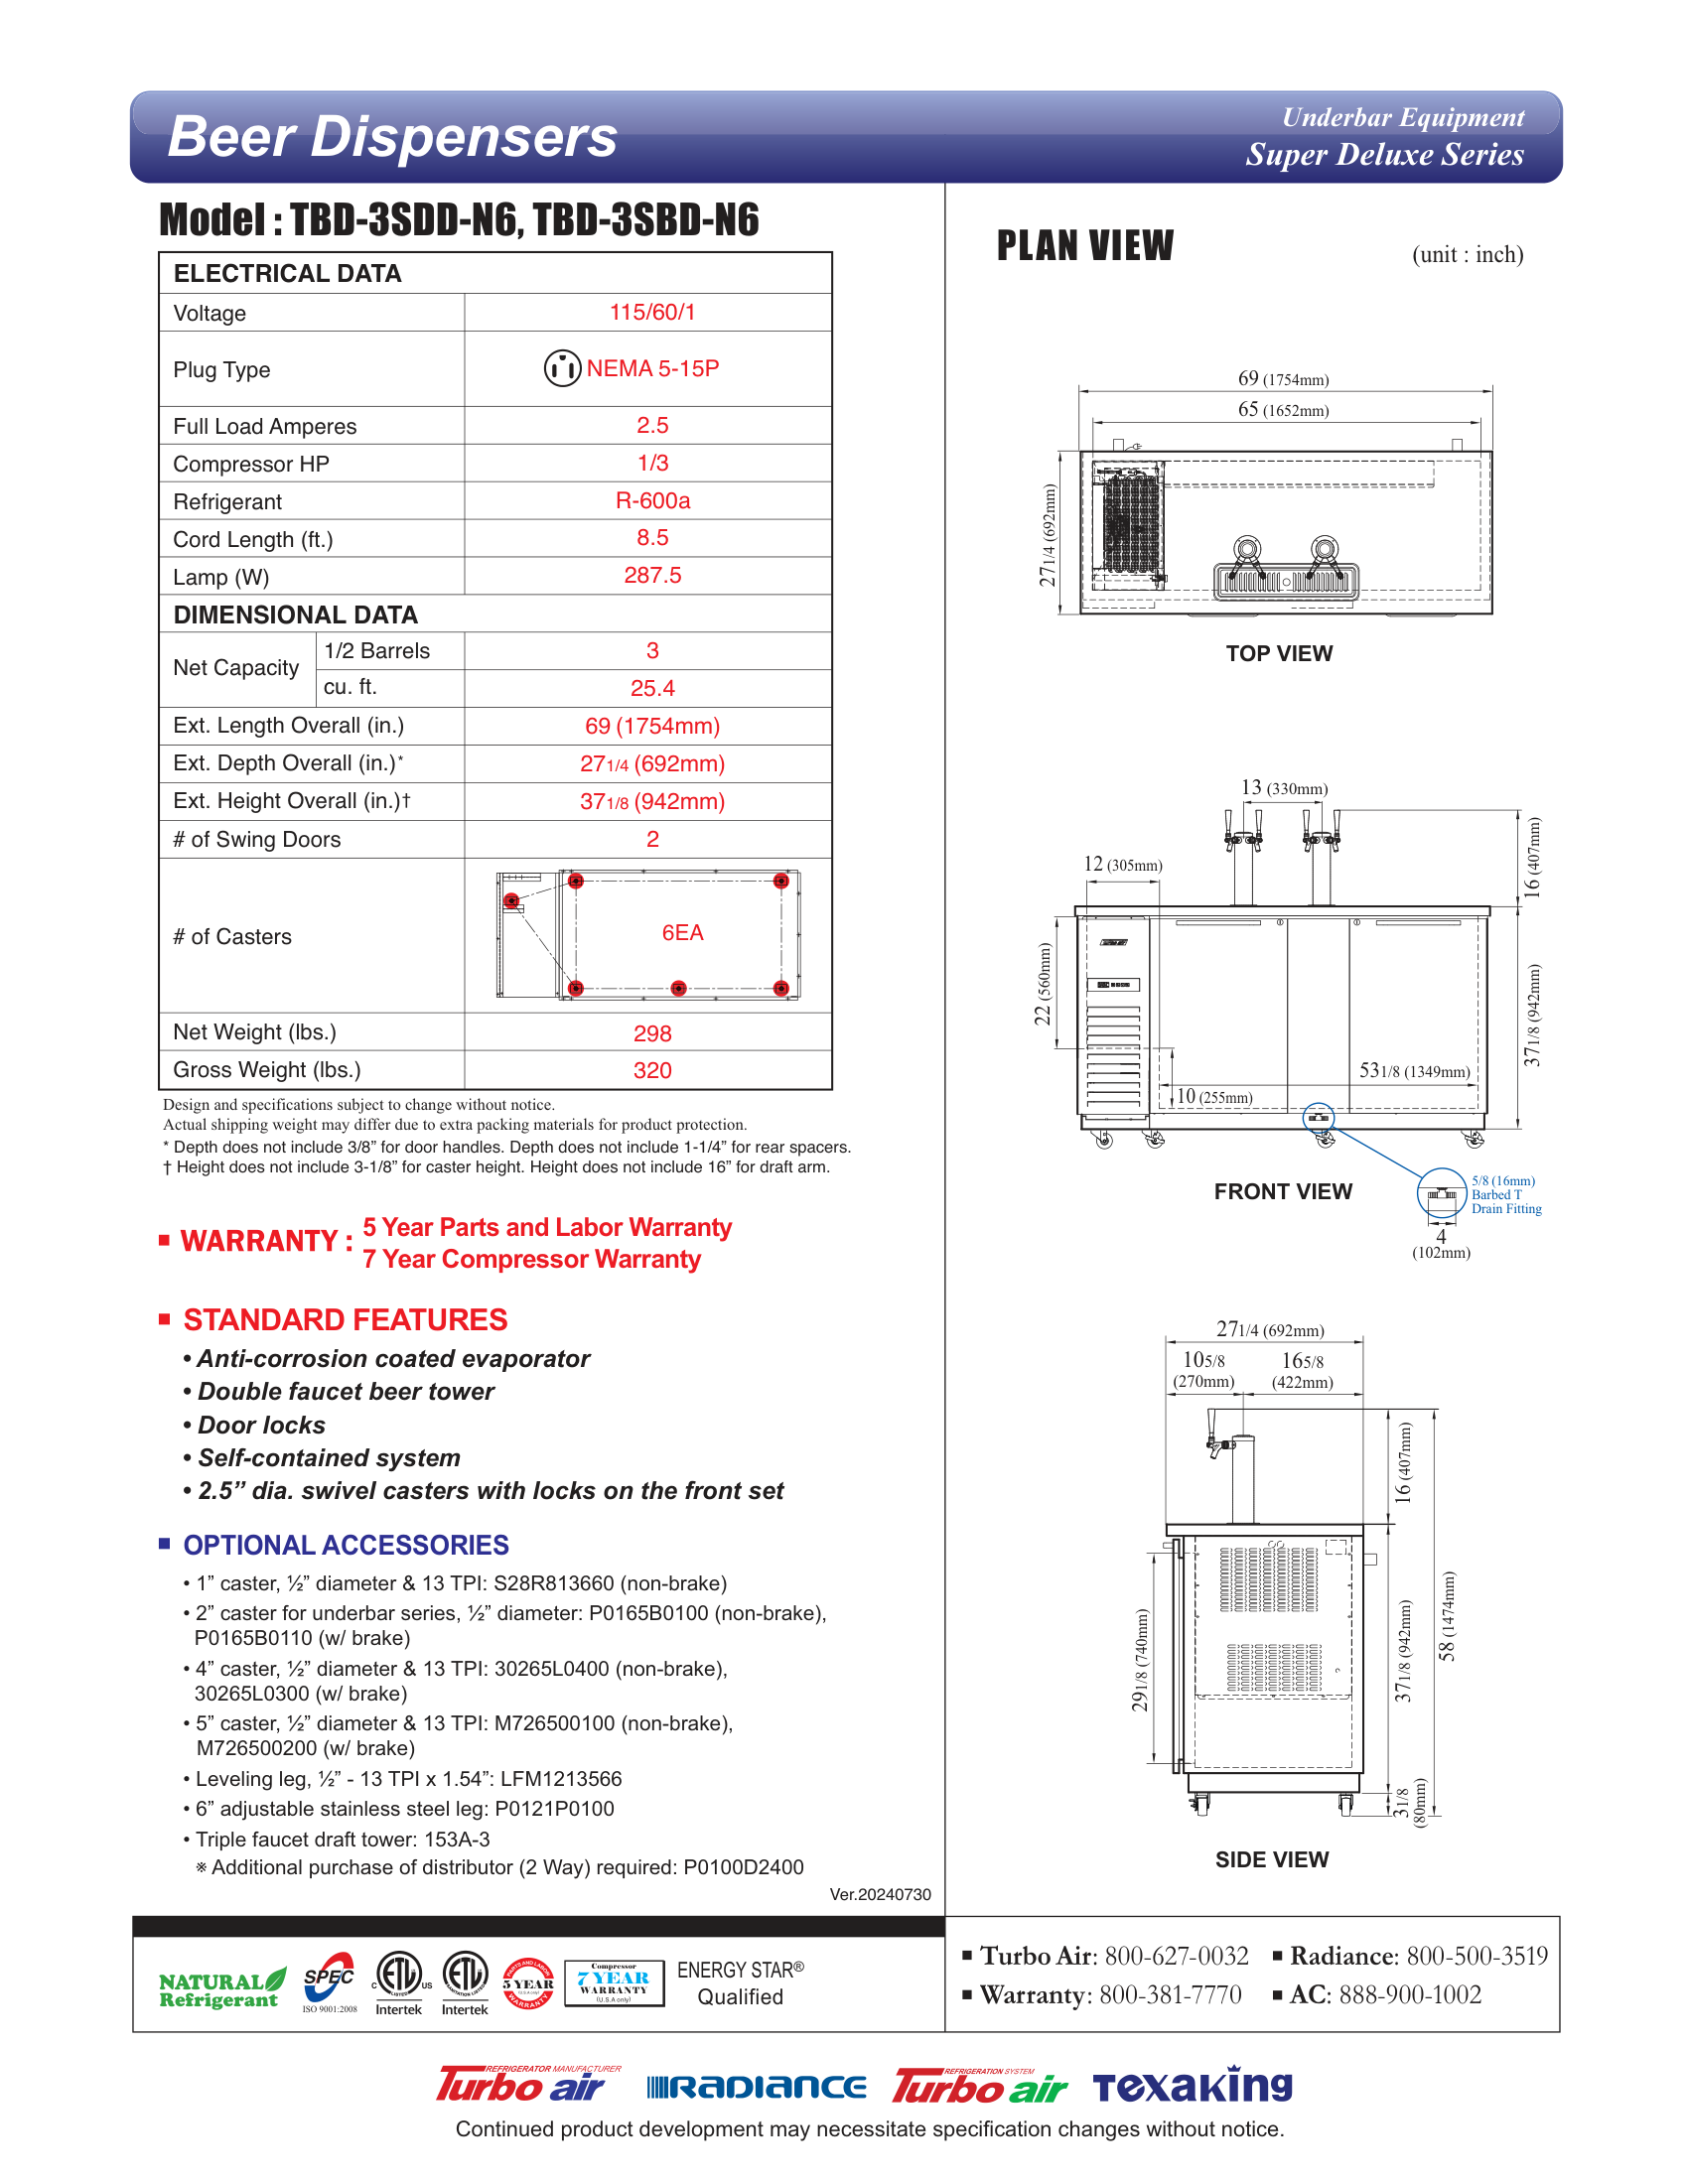 Beer Dispensers
Underbar Equipment
Super Deluxe Series
Model : TBD-3SDD-N6, TBD-3SBD-N6
ELECTRICAL DATA
Voltage 115/60/1
Plug Type NEMA 5-15P
Full Load Amperes 2.5
Compressor HP 1/3
Refrigerant R-600a
Cord Length (ft.) 8.5
Lamp (W) 287.5
DIMENSIONAL DATA
Net Capacity 1/2 Barrels 3
cu. ft. 25.4
Ext. Length Overall (in.) 69 (1754mm)
Ext. Depth Overall (in.)* 27 1/4 (692mm)
Ext. Height Overall (in.)† 37 1/8 (942mm)
# of Swing Doors 2
# of Casters 6EA
Net Weight (lbs.) 298
Gross Weight (lbs.) 320
Design and specifications subject to change without notice.
Actual shipping weight may differ due to extra packing materials for product protection.
* Depth does not include 3/8” for door handles. Depth does not include 1-1/4” for rear spacers.
† Height does not include 3-1/8” for caster height. Height does not include 16” for draft arm.
WARRANTY : 5 Year Parts and Labor Warranty
7 Year Compressor Warranty
STANDARD FEATURES
• Anti-corrosion coated evaporator
• Double faucet beer tower
• Door locks
• Self-contained system
• 2.5” dia. swivel casters with locks on the front set
OPTIONAL ACCESSORIES
• 1” caster, ½” diameter & 13 TPI: S28R813660 (non-brake)
• 2” caster for underbar series, ½” diameter: P0165B0100 (non-brake),
P0165B0110 (w/ brake)
• 4” caster, ½” diameter & 13 TPI: 30265L0400 (non-brake),
30265L0300 (w/ brake)
• 5” caster, ½” diameter & 13 TPI: M726500100 (non-brake),
M726500200 (w/ brake)
• Leveling leg, ½” - 13 TPI x 1.54”: LFM1213566
• 6” adjustable stainless steel leg: P0121P0100
• Triple faucet draft tower: 153A-3
※ Additional purchase of distributor (2 Way) required: P0100D2400
Ver.20240730
PLAN VIEW
(unit : inch)
69 (1754mm)
65 (1652mm)
27 1/4 (692mm)
TOP VIEW
13 (330mm)
12 (305mm)
16 (407mm)
22 (560mm)
37 1/8 (942mm)
53 1/8 (1349mm)
10 (255mm)
FRONT VIEW
5/8 (16mm)
Barbed T
Drain Fitting
4
(102mm)
27 1/4 (692mm)
10 5/8
(270mm)
16 5/8
(422mm)
16 (407mm)
29 1/8 (740mm)
37 1/8 (942mm)
58 (1474mm)
3 1/8
(80mm)
SIDE VIEW
NATURAL
Refrigerant
SPEC
ISO 9001:2008
C ETL US
LISTED
Intertek
ETL
Intertek
PARTS AND LABOR
5 YEAR
WARRANTY
Compressor
7 YEAR
WARRANTY
(U.S.A only)
ENERGY STAR®
Qualified
Turbo Air: 800-627-0032
Radiance: 800-500-3519
Warranty: 800-381-7770
AC: 888-900-1002
REFRIGERATOR MANUFACTURER
Turbo air
RADIANCE
REFRIGERATION SYSTEM
Turbo air
Texaking
Continued product development may necessitate specification changes without notice.